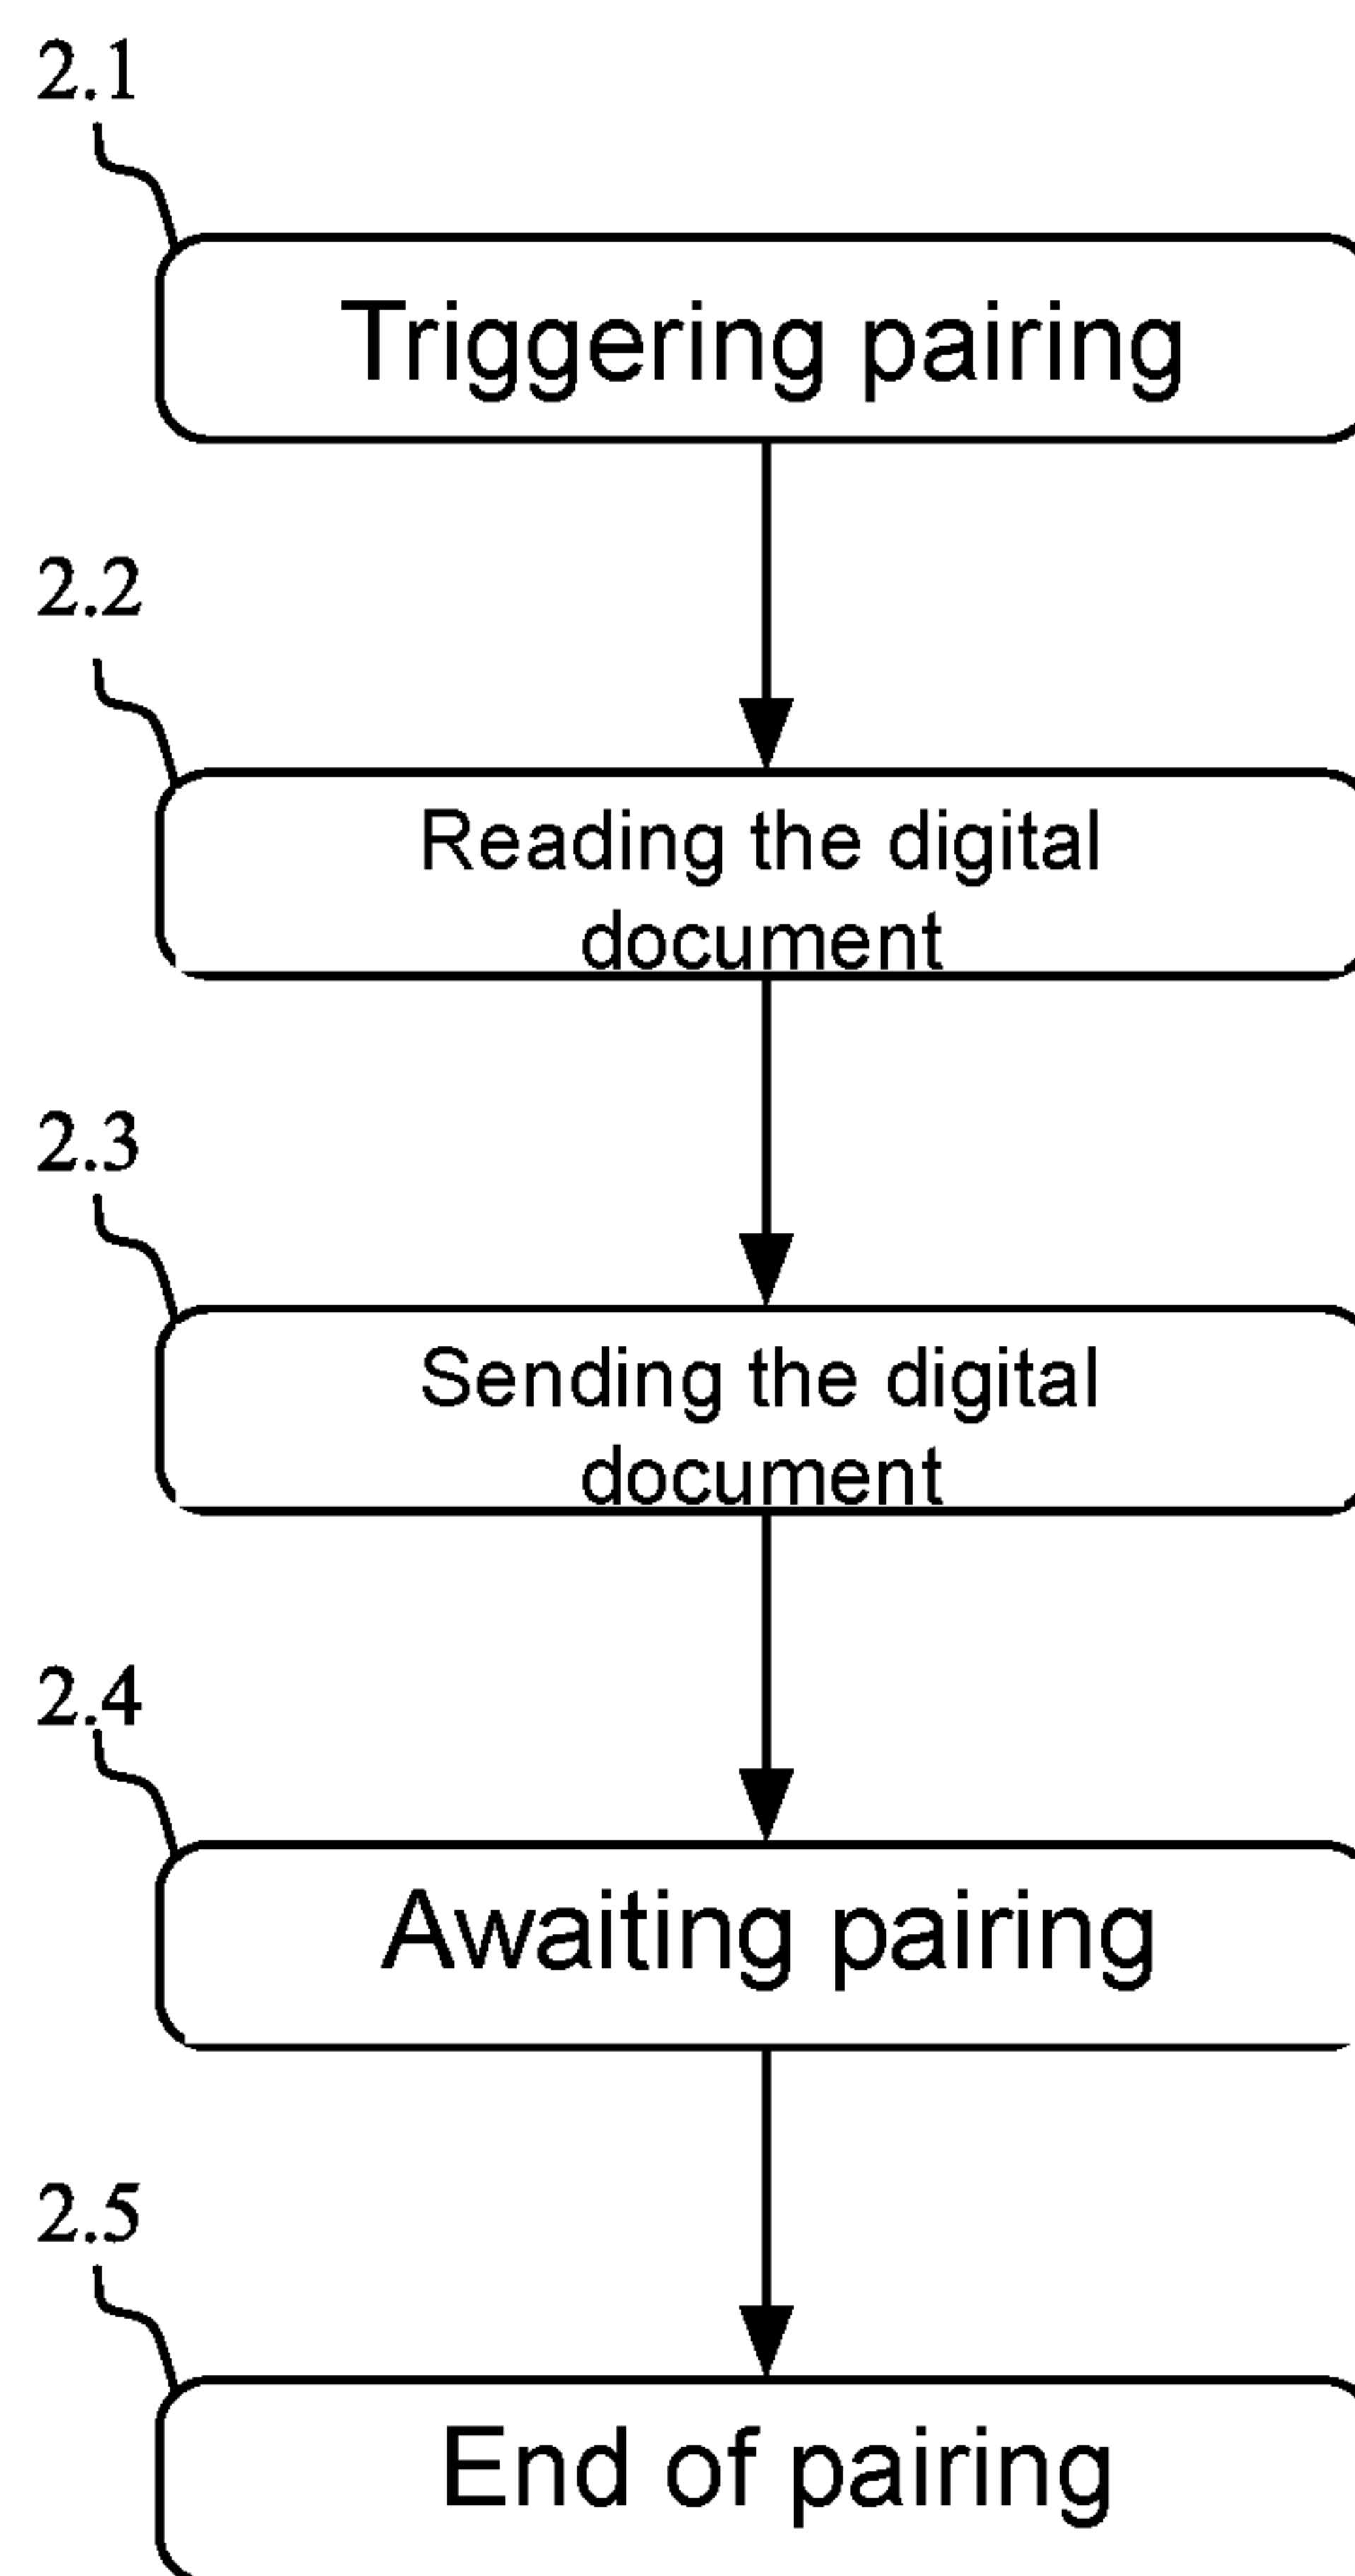 2.1
Triggering pairing
2.2
Reading the digital
document
2.3
Sending the digital
document
2.4
Awaiting pairing
2.5
End of pairing